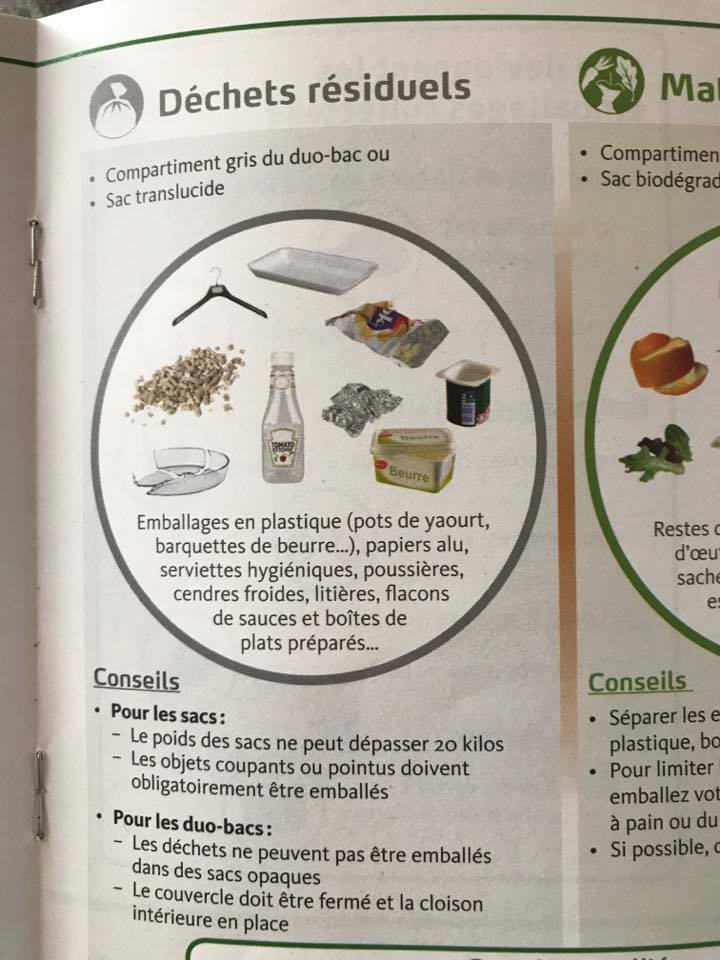 Déchets résiduels
• Compartiment gris du duo-bac ou
• Sac translucide
TOMATO
KETCHUP
Beurre
Beurre
Emballages en plastique (pots de yaourt,
barquettes de beurre...), papiers alu,
serviettes hygiéniques, poussières,
cendres froides, litières, flacons
de sauces et boîtes de
plats préparés...
Conseils
• Pour les sacs :
– Le poids des sacs ne peut dépasser 20 kilos
– Les objets coupants ou pointus doivent
obligatoirement être emballés
• Pour les duo-bacs :
– Les déchets ne peuvent pas être emballés
dans des sacs opaques
– Le couvercle doit être fermé et la cloison
intérieure en place
Mat
• Compartimen
• Sac biodégrad
Restes d
d'œu
sache
es
Conseils
• Séparer les e
plastique, bo
• Pour limiter
emballez vot
à pain ou du
• Si possible,